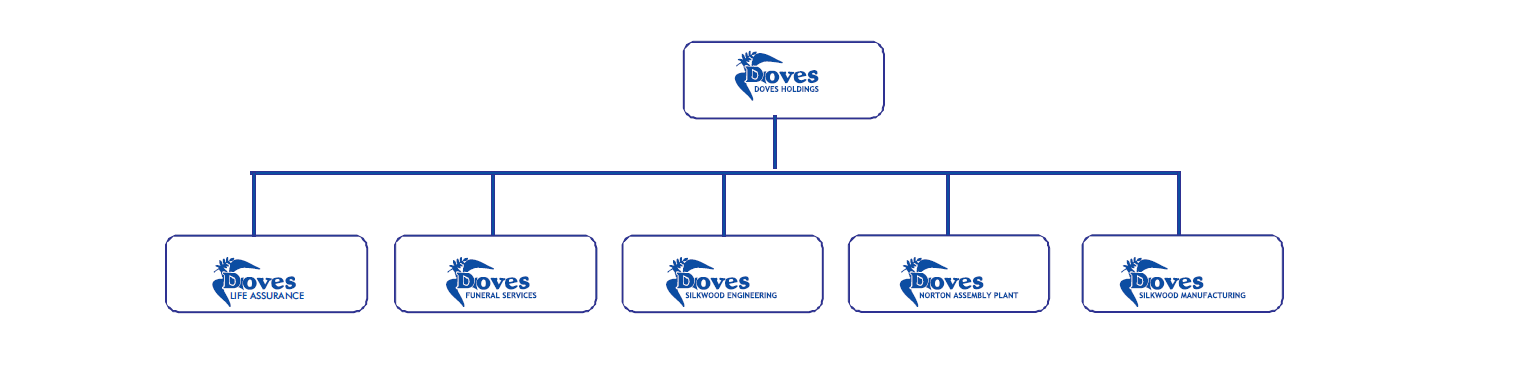 Doves
DOVES HOLDINGS
Doves
LIFE ASSURANCE
Doves
FUNERAL SERVICES
Doves
SILKWOOD ENGINEERING
Doves
NORTON ASSEMBLY PLANT
Doves
SILKWOOD MANUFACTURING